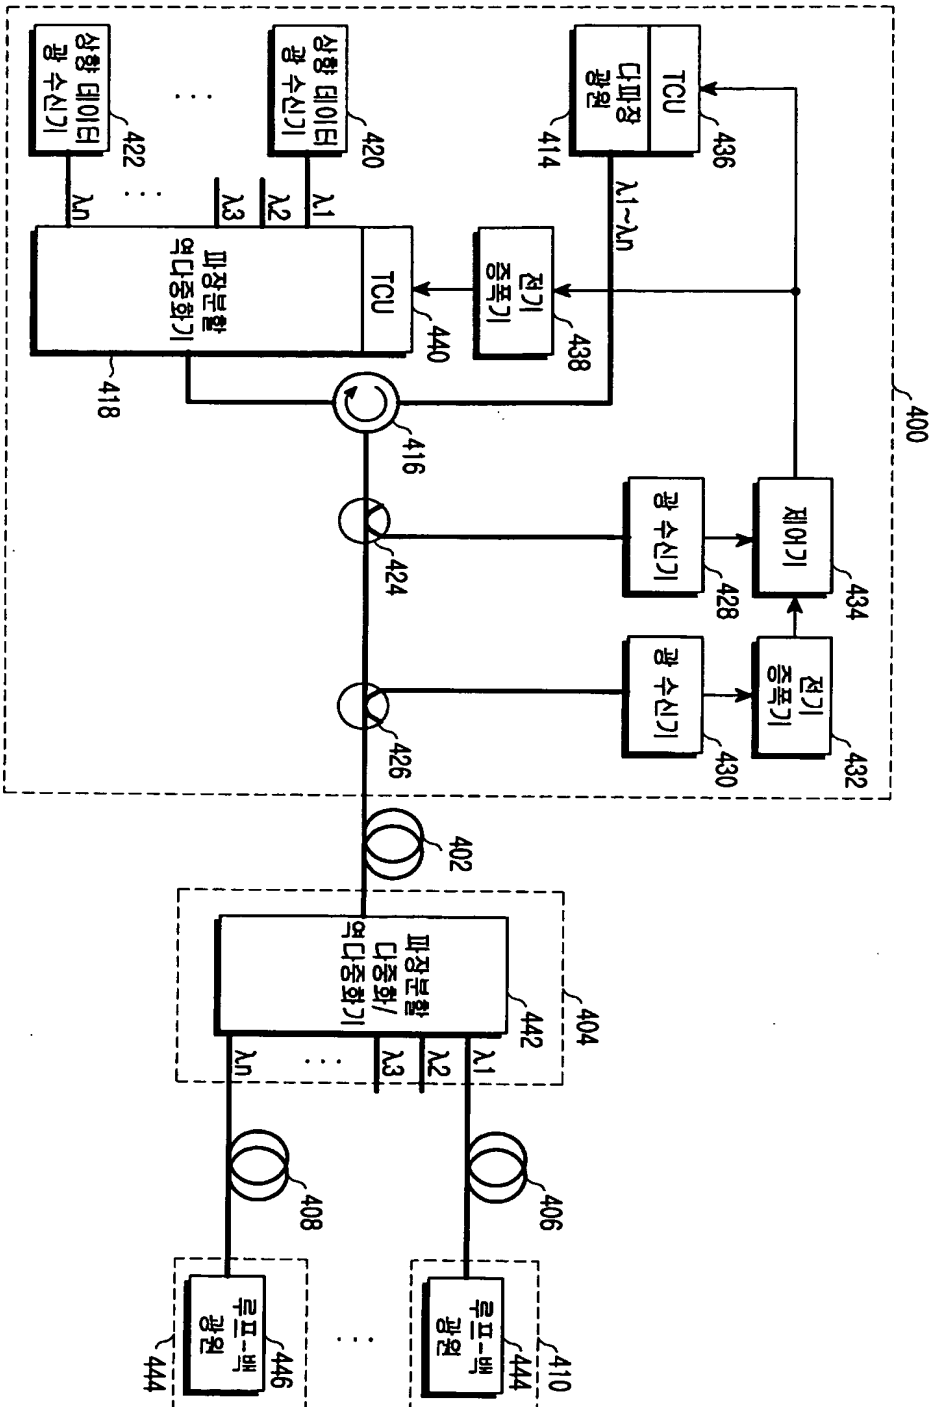 400
TCU
436
다파장
광원
414
λ1~λn
상향 데이터
광 수신기
420
상향 데이터
광 수신기
422
. . .
λ1
λ2
λ3
. . .
λn
전기
증폭기
438
TCU
440
파장분할
역다중화기
418
416
제어기
434
광 수신기
428
전기
증폭기
432
광 수신기
430
424
426
402
404
파장분할
다중화/
역다중화기
442
λ1
λ2
λ3
. . .
λn
406
408
410
루프-백
광원
444
. . .
루프-백
광원
446
444